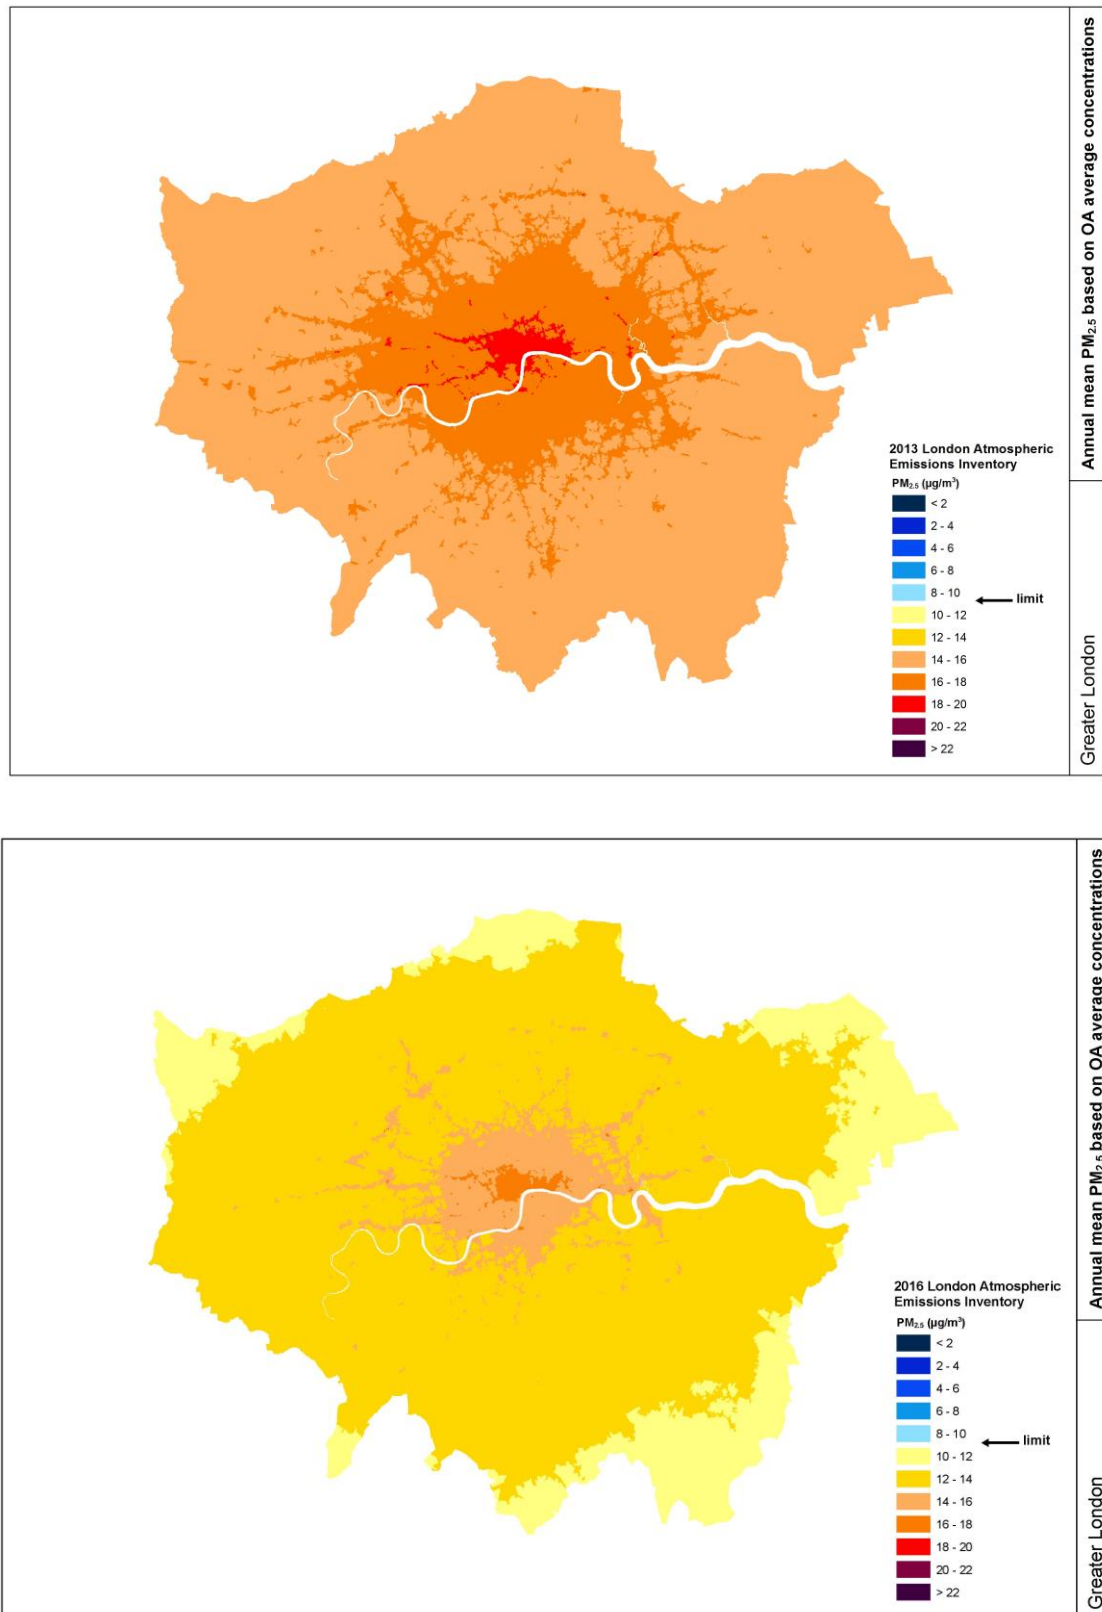 Annual mean PM2.5 based on OA average concentrations
2013 London Atmospheric
Emissions Inventory
PM2.5 (µg/m³)
< 2
2 - 4
4 - 6
6 - 8
8 - 10
limit
10 - 12
12 - 14
14 - 16
16 - 18
18 - 20
20 - 22
> 22
Greater London
Annual mean PM2.5 based on OA average concentrations
2016 London Atmospheric
Emissions Inventory
PM2.5 (µg/m³)
< 2
2 - 4
4 - 6
6 - 8
8 - 10
limit
10 - 12
12 - 14
14 - 16
16 - 18
18 - 20
20 - 22
> 22
Greater London